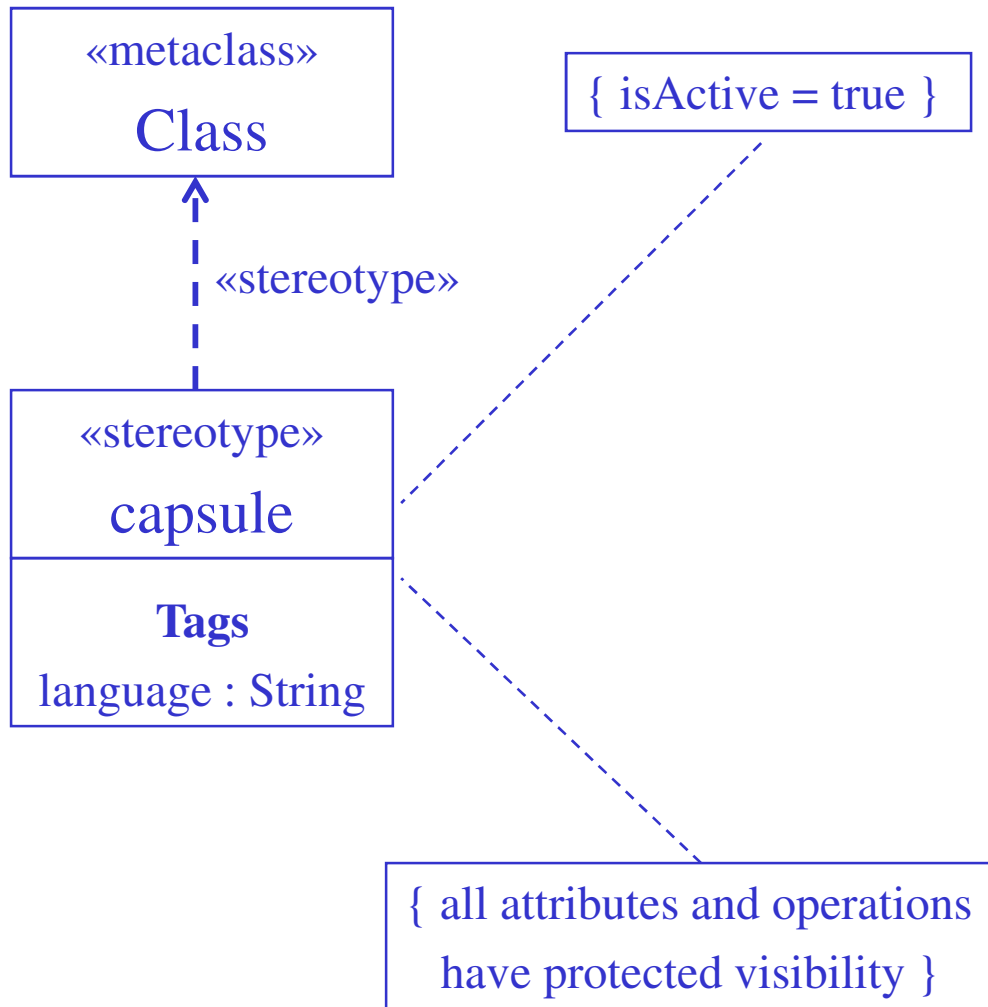 «metaclass»
Class
{ isActive = true }
«stereotype»
«stereotype»
capsule
Tags
language : String
{ all attributes and operations
have protected visibility }